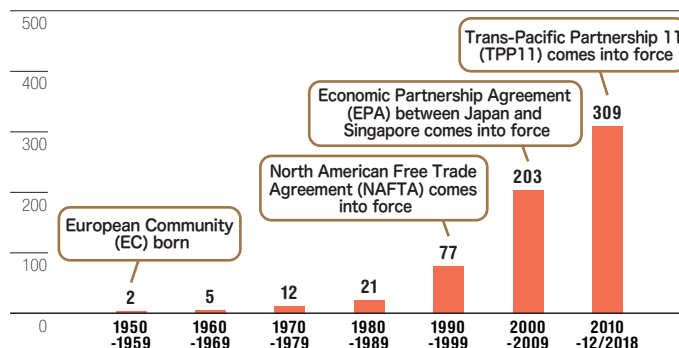 500
400
300
200
100
0
Trans-Pacific Partnership 11
(TPP11) comes into force
Economic Partnership Agreement
(EPA) between Japan and
Singapore comes into force
North American Free Trade
Agreement (NAFTA) comes
into force
European Community
(EC) born
2
5
12
21
77
203
309
1950
-1959
1960
-1969
1970
-1979
1980
-1989
1990
-1999
2000
-2009
2010
-12/2018